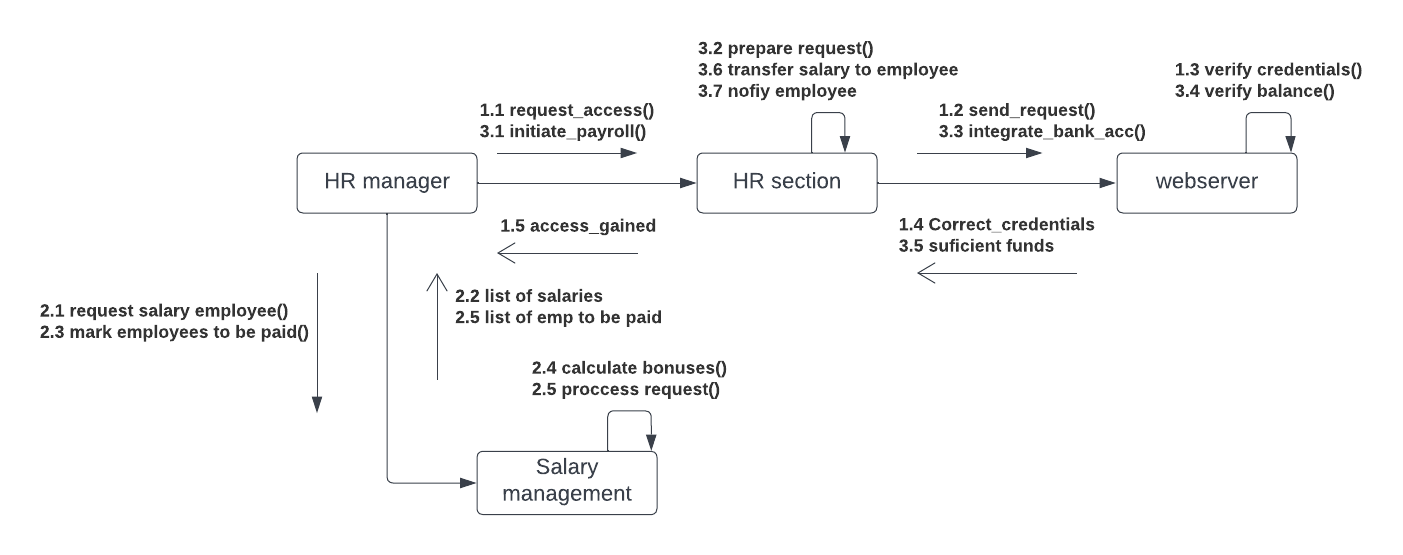 3.2 prepare request()
3.6 transfer salary to employee
3.7 nofiy employee
1.3 verify credentials()
3.4 verify balance()
1.1 request_access()
3.1 initiate_payroll()
1.2 send_request()
3.3 integrate_bank_acc()
HR manager
HR section
webserver
1.5 access_gained
1.4 Correct_credentials
3.5 suficient funds
2.1 request salary employee()
2.3 mark employees to be paid()
2.2 list of salaries
2.5 list of emp to be paid
2.4 calculate bonuses()
2.5 proccess request()
Salary
management